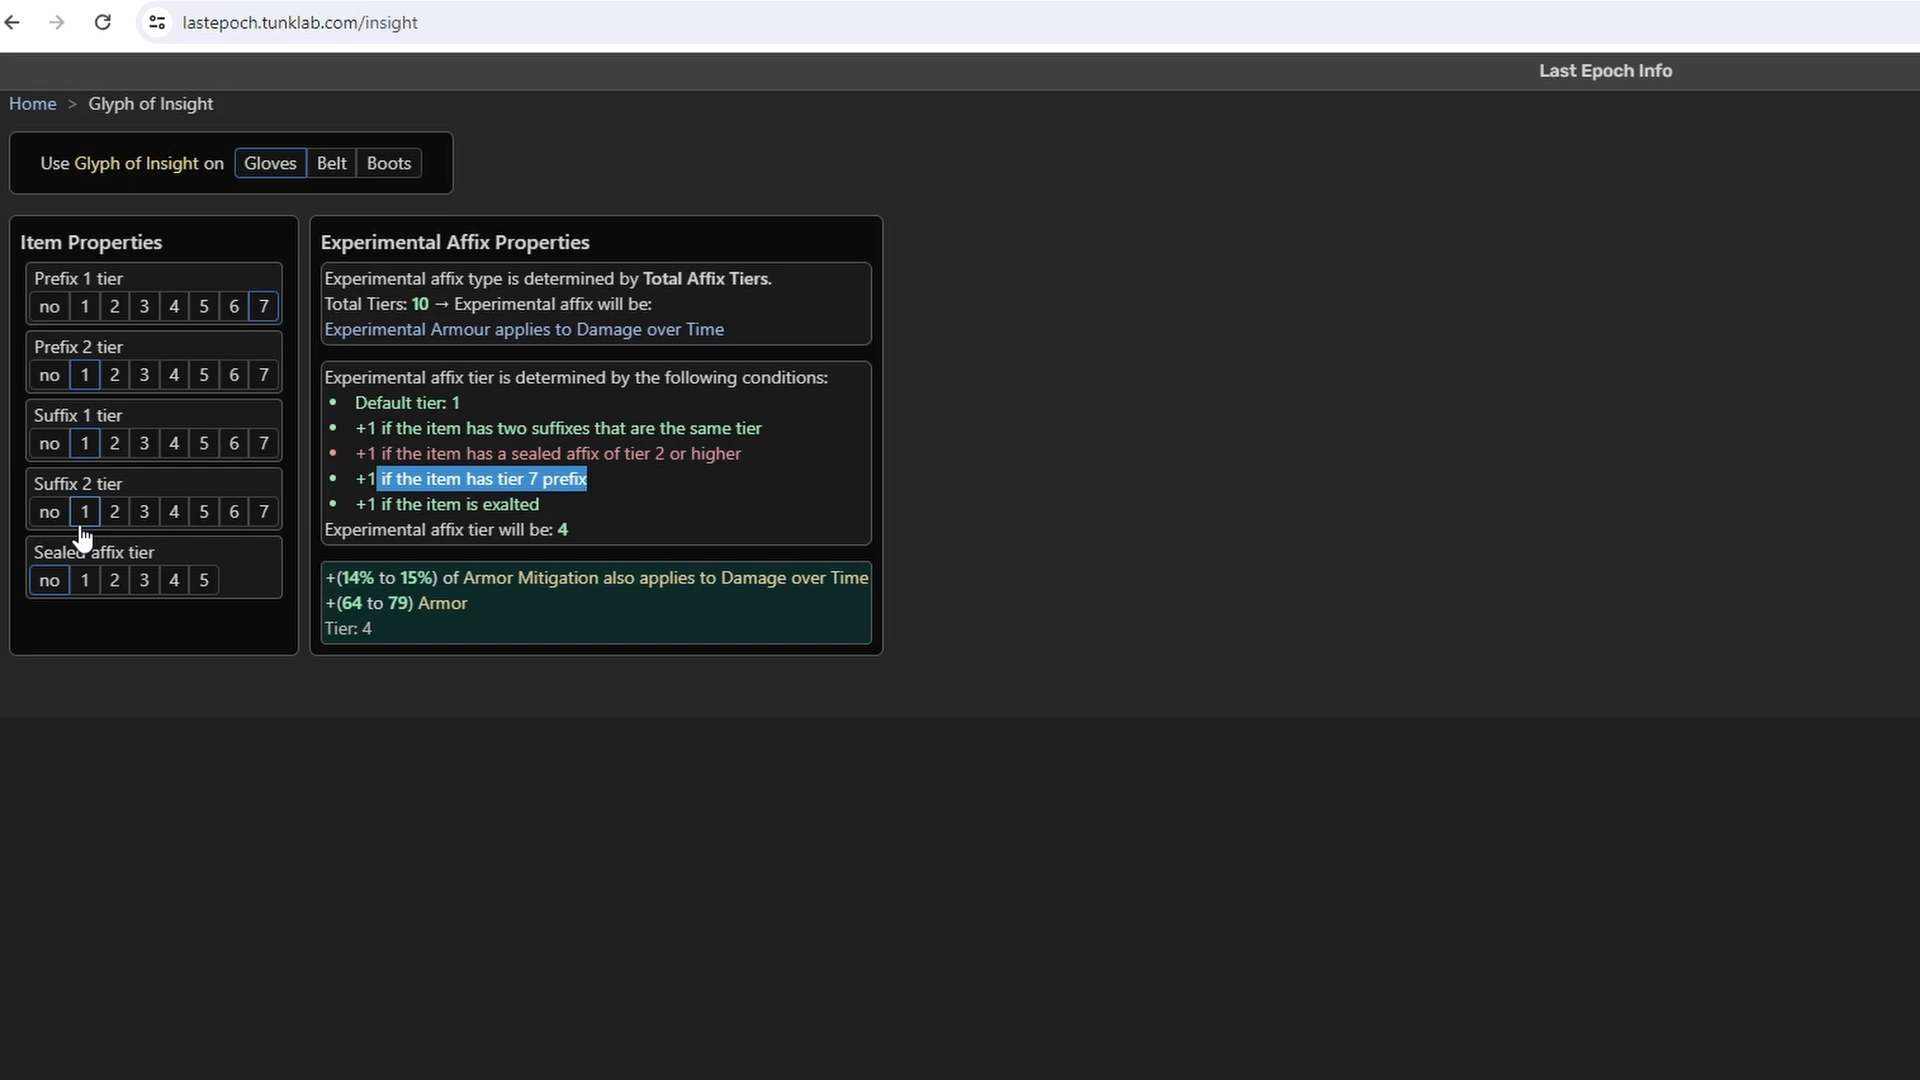 lastepoch.tunklab.com/insight
Last Epoch Info
Home > Glyph of Insight
Use Glyph of Insight on Gloves Belt Boots
Item Properties
Prefix 1 tier
no 1 2 3 4 5 6 7
Prefix 2 tier
no 1 2 3 4 5 6 7
Suffix 1 tier
no 1 2 3 4 5 6 7
Suffix 2 tier
no 1 2 3 4 5 6 7
Sealed affix tier
no 1 2 3 4 5
Experimental Affix Properties
Experimental affix type is determined by Total Affix Tiers.
Total Tiers: 10 → Experimental affix will be:
Experimental Armour applies to Damage over Time
Experimental affix tier is determined by the following conditions:
• Default tier: 1
• +1 if the item has two suffixes that are the same tier
• +1 if the item has a sealed affix of tier 2 or higher
• +1 if the item has tier 7 prefix
• +1 if the item is exalted
Experimental affix tier will be: 4
+(14% to 15%) of Armor Mitigation also applies to Damage over Time
+(64 to 79) Armor
Tier: 4